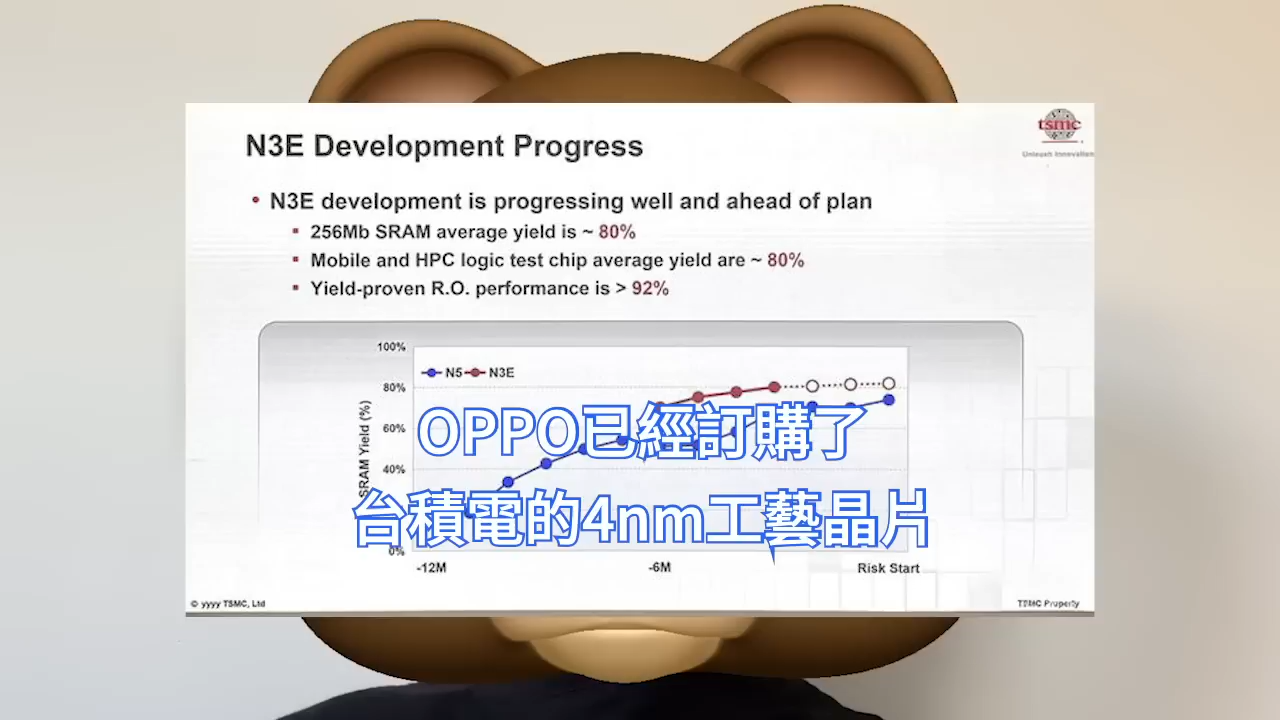 tsmc
Unleash Innovation
N3E Development Progress
• N3E development is progressing well and ahead of plan
▪ 256Mb SRAM average yield is ~ 80%
▪ Mobile and HPC logic test chip average yield are ~ 80%
▪ Yield-proven R.O. performance is > 92%
100%
N5 N3E
80%
SRAM Yield (%)
60%
40%
0%
OPPO已經訂購了
台積電的4nm工藝晶片
-12M -6M Risk Start
© yyyy TSMC, Ltd
TSMC Property